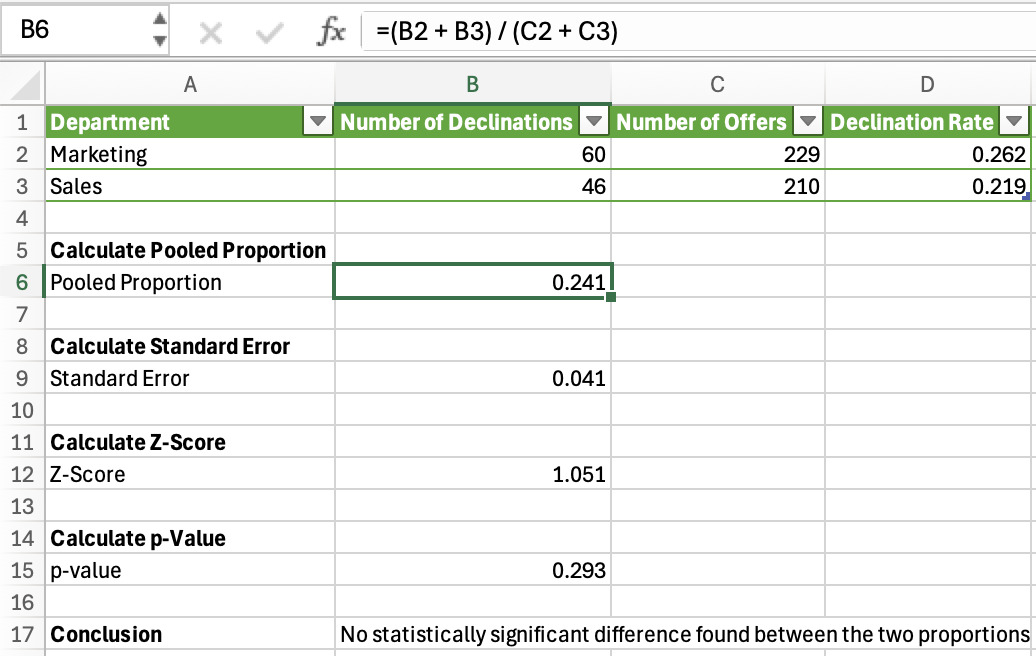 B6 fx =(B2 + B3) / (C2 + C3)
A B C D
1 Department Number of Declinations Number of Offers Declination Rate
2 Marketing 60 229 0.262
3 Sales 46 210 0.219
4
5 Calculate Pooled Proportion
6 Pooled Proportion 0.241
7
8 Calculate Standard Error
9 Standard Error 0.041
10
11 Calculate Z-Score
12 Z-Score 1.051
13
14 Calculate p-Value
15 p-value 0.293
16
17 Conclusion No statistically significant difference found between the two proportions